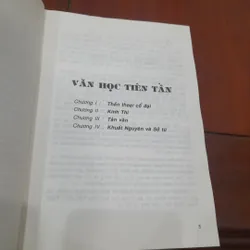 VĂN HỌC TIÊN TẦN
Chương I : Thần thoại cổ đại
Chương II : Kinh Thi
Chương III : Tản văn
Chương IV : Khuất Nguyên và Sở từ
5